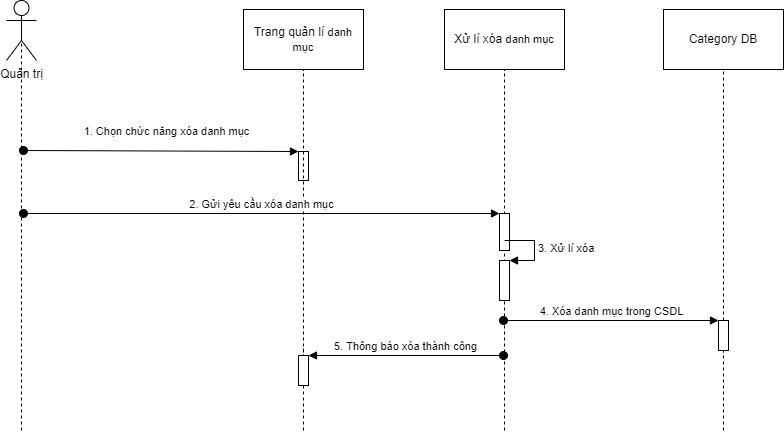 Trang quản lí danh
mục
Xử lí xóa danh mục
Category DB
Quản trị
1. Chọn chức năng xóa danh mục
2. Gửi yêu cầu xóa danh mục
3. Xử lí xóa
4. Xóa danh mục trong CSDL
5. Thông báo xóa thành công